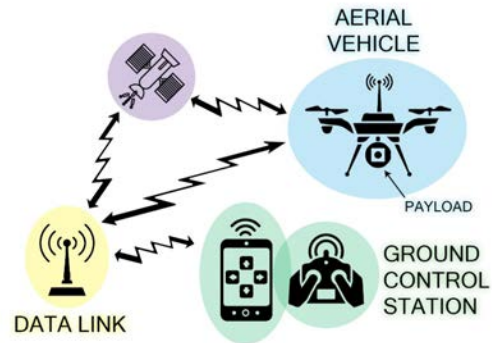 AERIAL
VEHICLE
PAYLOAD
GROUND
CONTROL
STATION
DATA LINK